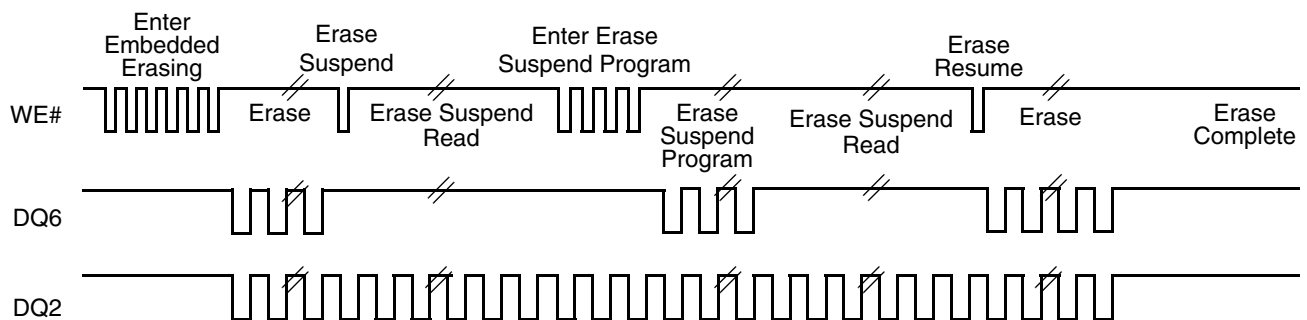 Enter
Embedded
Erasing
Erase
Suspend
Enter Erase
Suspend Program
Erase
Resume
WE#
Erase
Erase Suspend
Read
Erase
Suspend
Program
Erase Suspend
Read
Erase
Erase
Complete
DQ6
DQ2